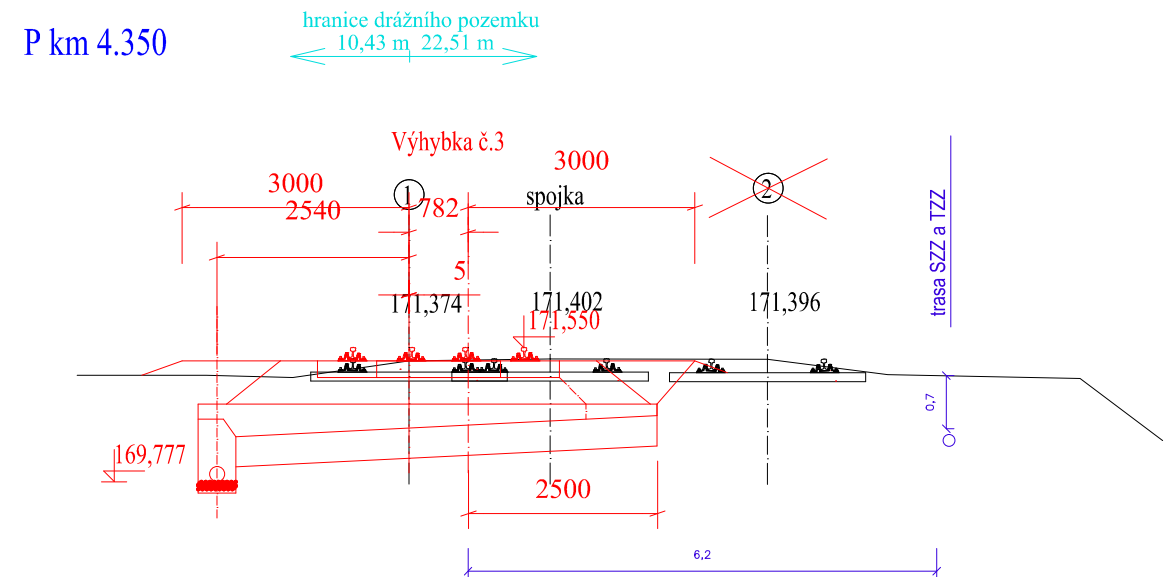 hranice drážního pozemku
10,43 m 22,51 m
P km 4.350
Výhybka č.3
3000
3000
1
2
2540
782
spojka
5
trasa SZZ a TZZ
171,374
171,402
171,396
171,550
0,7
169,777
2500
6,2